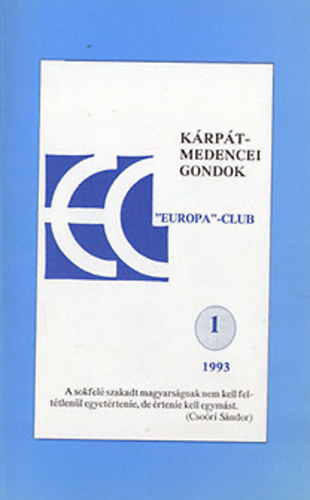 KÁRPÁT-
MEDENCEI
GONDOK
EC
"EUROPA"-CLUB
1
1993
A sokfelé szakadt magyarságnak nem kell fel-
tétlenül egyetértenie, de értenie kell egymást.
(Csoóri Sándor)